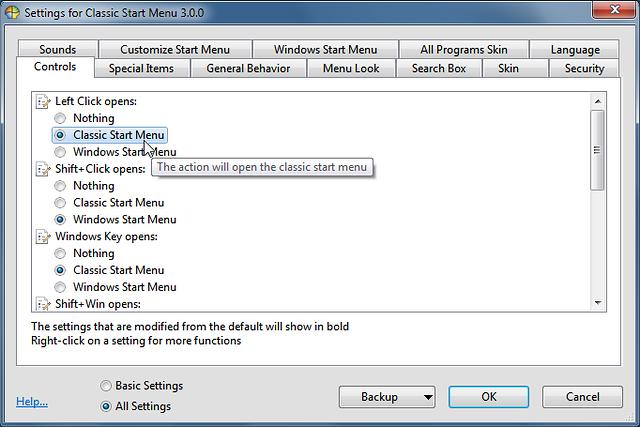 Settings for Classic Start Menu 3.0.0
Sounds
Customize Start Menu
Windows Start Menu
All Programs Skin
Language
Controls
Special Items
General Behavior
Menu Look
Search Box
Skin
Security
Left Click opens:
Nothing
Classic Start Menu
Windows Start Menu
The action will open the classic start menu
Shift+Click opens:
Nothing
Classic Start Menu
Windows Start Menu
Windows Key opens:
Nothing
Classic Start Menu
Windows Start Menu
Shift+Win opens:
The settings that are modified from the default will show in bold
Right-click on a setting for more functions
Help...
Basic Settings
All Settings
Backup
OK
Cancel